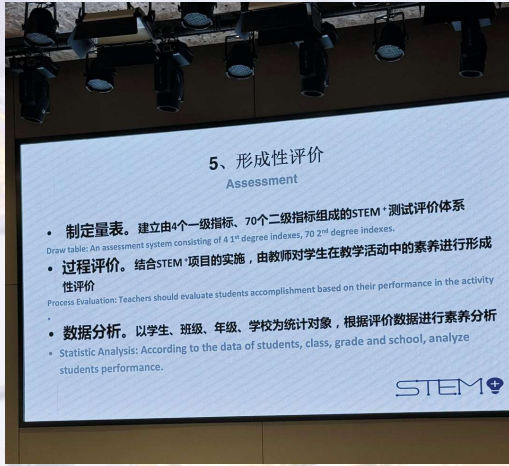 5、形成性评价
Assessment
• 制定量表。建立由4个一级指标、70个二级指标组成的STEM⁺测试评价体系
Draw table: An assessment system consisting of 4 1st degree indexes, 70 2nd degree indexes.
• 过程评价。结合STEM⁺项目的实施，由教师对学生在教学活动中的素养进行形成
性评价
Process Evaluation: Teachers should evaluate students accomplishment based on their performance in the activity
.
• 数据分析。以学生、班级、年级、学校为统计对象，根据评价数据进行素养分析
• Statistic Analysis: According to the data of students, class, grade and school, analyze
students performance.
STEM+